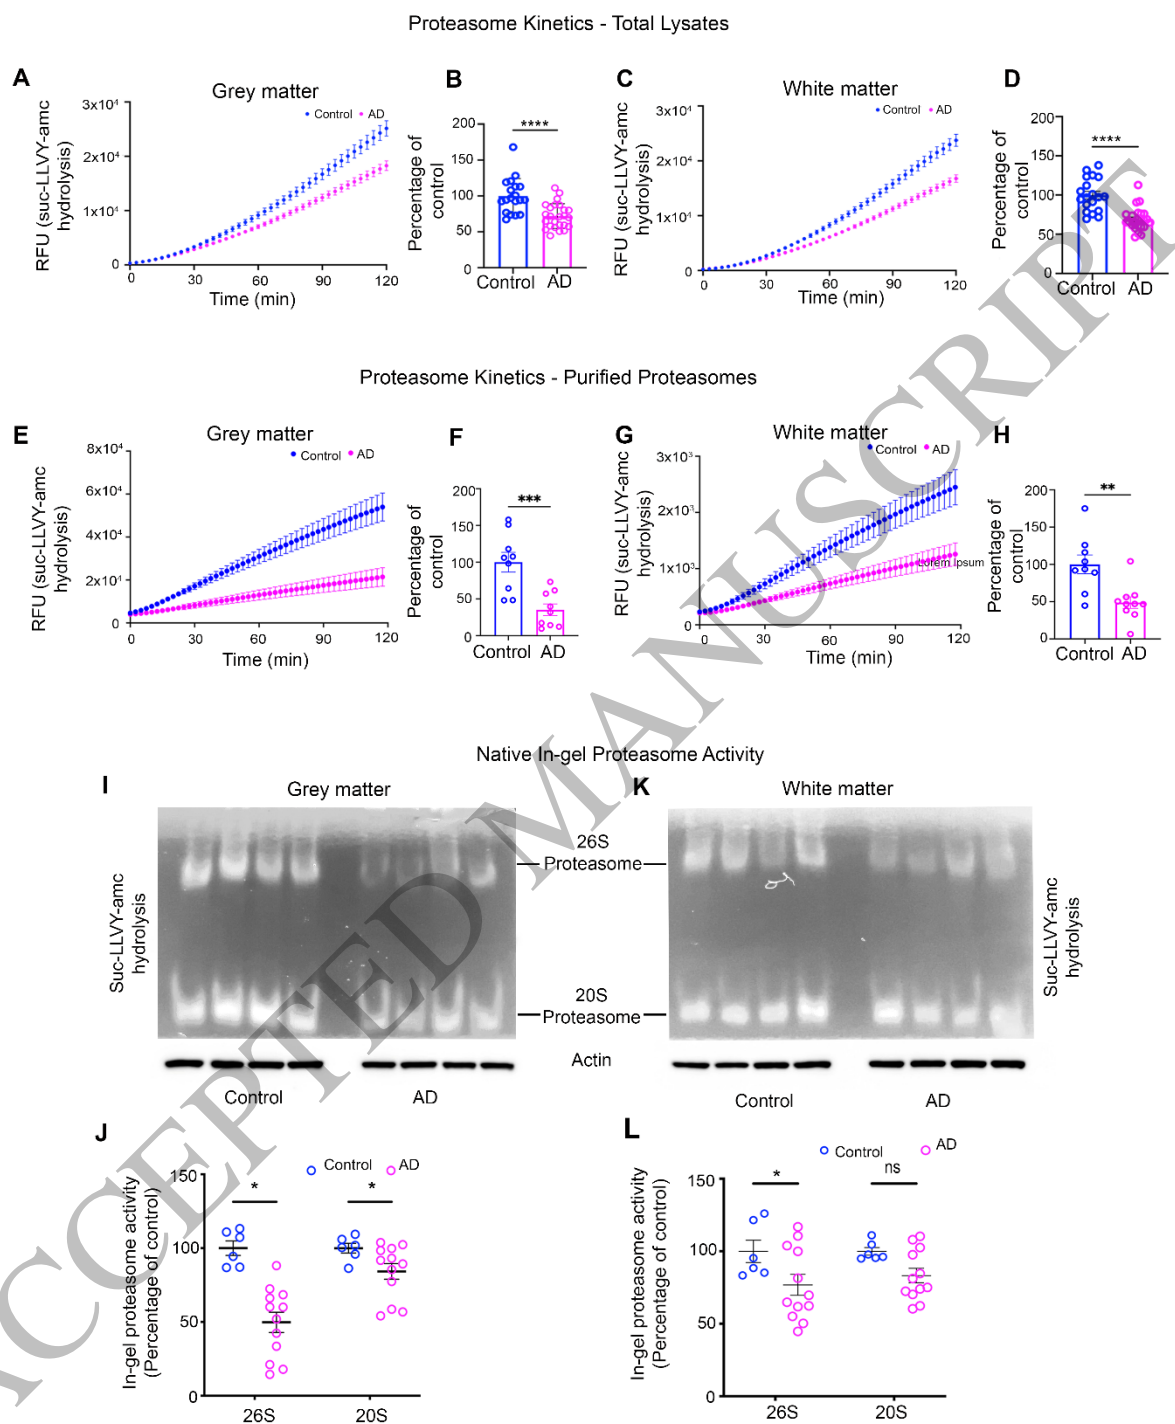 Proteasome Kinetics - Total Lysates
A
Grey matter
Control
AD
RFU (suc-LLVY-amc
hydrolysis)
3x10⁴
2x10⁴
1x10⁴
0
0
30
60
90
120
Time (min)
B
****
Percentage of
control
200
150
100
50
0
Control
AD
C
White matter
Control
AD
RFU (suc-LLVY-amc
hydrolysis)
3x10⁴
2x10⁴
1x10⁴
0
0
30
60
90
120
Time (min)
D
****
Percentage of
control
200
150
100
50
0
Control
AD
Proteasome Kinetics - Purified Proteasomes
E
Grey matter
Control
AD
RFU (suc-LLVY-amc
hydrolysis)
8x10⁴
6x10⁴
4x10⁴
2x10⁴
0
0
30
60
90
120
Time (min)
F
***
Percentage of
control
200
150
100
50
0
Control
AD
G
White matter
Control
AD
RFU (suc-LLVY-amc
hydrolysis)
3x10³
2x10³
1x10³
0
Lorem ipsum
0
30
60
90
120
Time (min)
H
**
Percentage of
control
200
150
100
50
0
Control
AD
Native In-gel Proteasome Activity
I
Grey matter
K
White matter
Suc-LLVY-amc
hydrolysis
26S
Proteasome
20S
Proteasome
Suc-LLVY-amc
hydrolysis
Actin
Control
AD
Control
AD
J
Control
AD
In-gel proteasome activity
(Percentage of control)
150
100
50
0
*
*
26S
20S
L
Control
AD
In-gel proteasome activity
(Percentage of control)
150
100
50
0
*
ns
26S
20S
ACCEPTED MANUSCRIPT